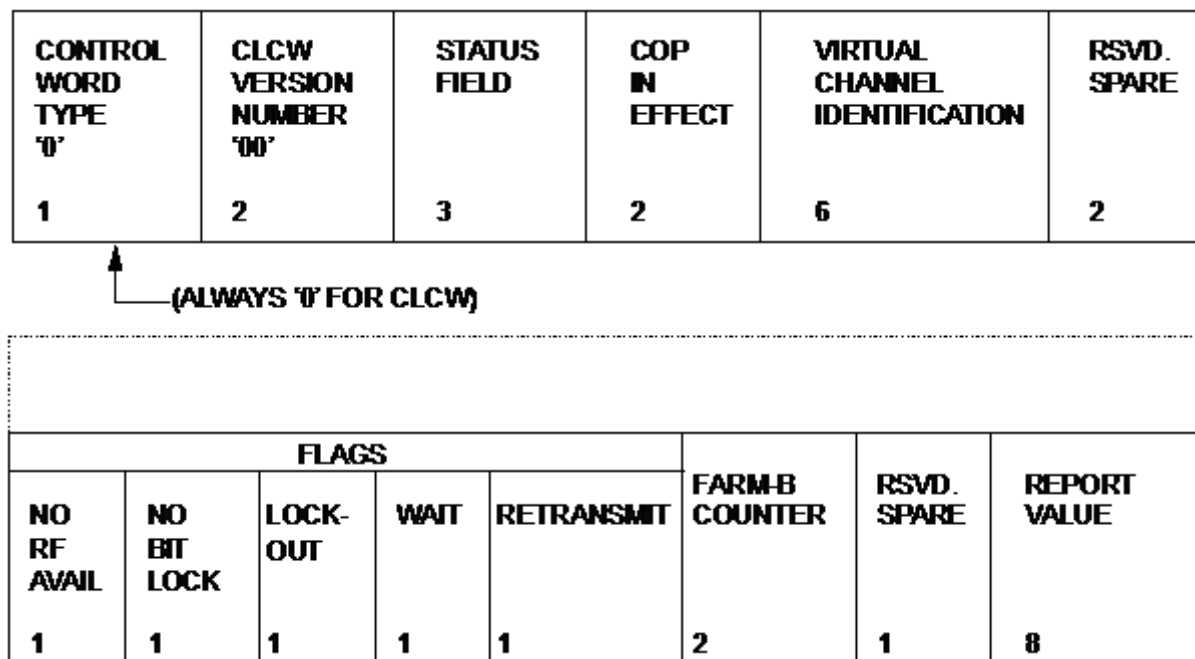 CONTROL WORD TYPE '0' 1
CLCW VERSION NUMBER '00' 2
STATUS FIELD 3
COP IN EFFECT 2
VIRTUAL CHANNEL IDENTIFICATION 6
RSVD. SPARE 2
(ALWAYS '0' FOR CLCW)
FLAGS
NO RF AVAIL 1
NO BIT LOCK 1
LOCK-OUT 1
WAIT 1
RETRANSMIT 1
FARM-B COUNTER 2
RSVD. SPARE 1
REPORT VALUE 8